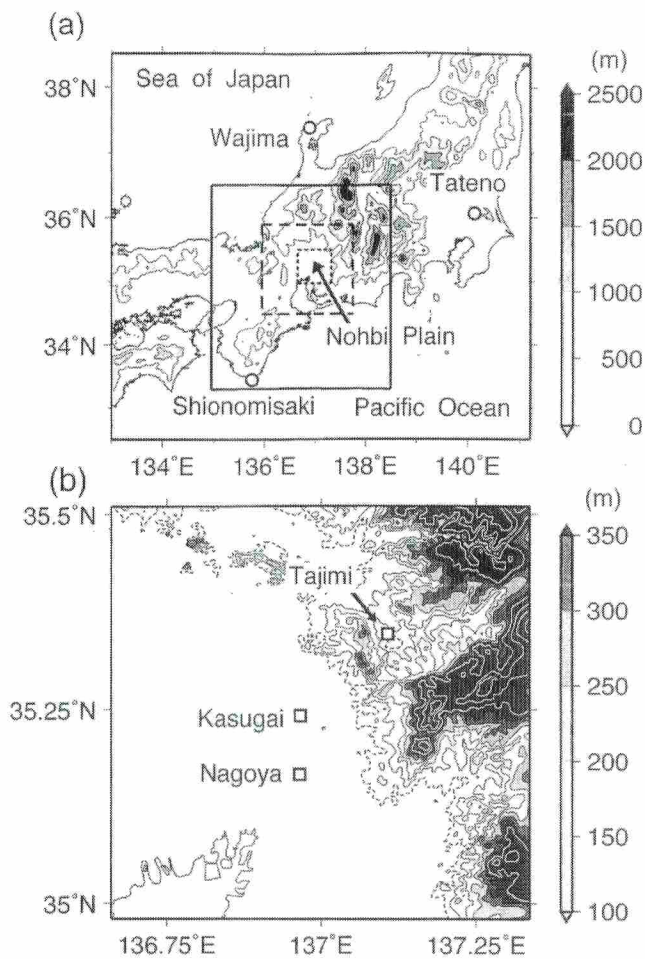 (a)
(m)
38°N
Sea of Japan
2500
Wajima
2000
Tateno
36°N
1500
1000
Nohbi Plain
34°N
500
Shionomisaki
Pacific Ocean
0
134°E
136°E
138°E
140°E
(b)
(m)
35.5°N
350
Tajimi
300
35.25°N
250
Kasugai
200
Nagoya
150
35°N
100
136.75°E
137°E
137.25°E